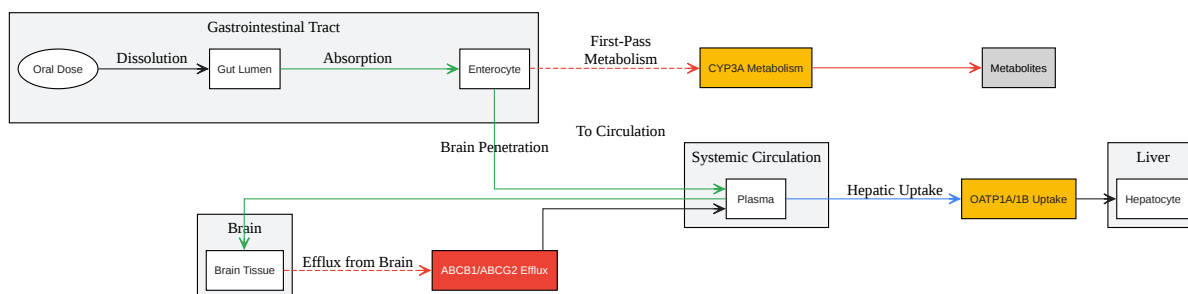 Gastrointestinal Tract
Oral Dose
Dissolution
Gut Lumen
Absorption
Enterocyte
First-Pass
Metabolism
CYP3A Metabolism
Metabolites
To Circulation
Brain Penetration
Systemic Circulation
Plasma
Hepatic Uptake
OATP1A/1B Uptake
Liver
Hepatocyte
Brain
Brain Tissue
Efflux from Brain
ABCB1/ABCG2 Efflux